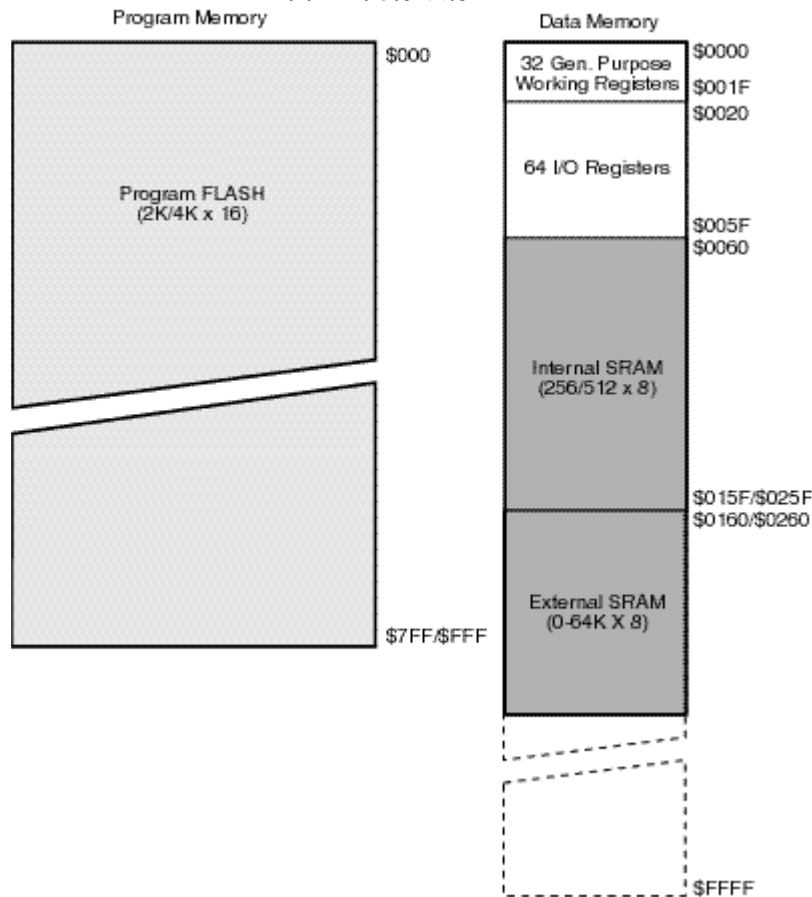 Program Memory
$000
Program FLASH
(2K/4K x 16)
$7FF/$FFF
Data Memory
$0000
32 Gen. Purpose
Working Registers
$001F
$0020
64 I/O Registers
$005F
$0060
Internal SRAM
(256/512 x 8)
$015F/$025F
$0160/$0260
External SRAM
(0-64K X 8)
$FFFF